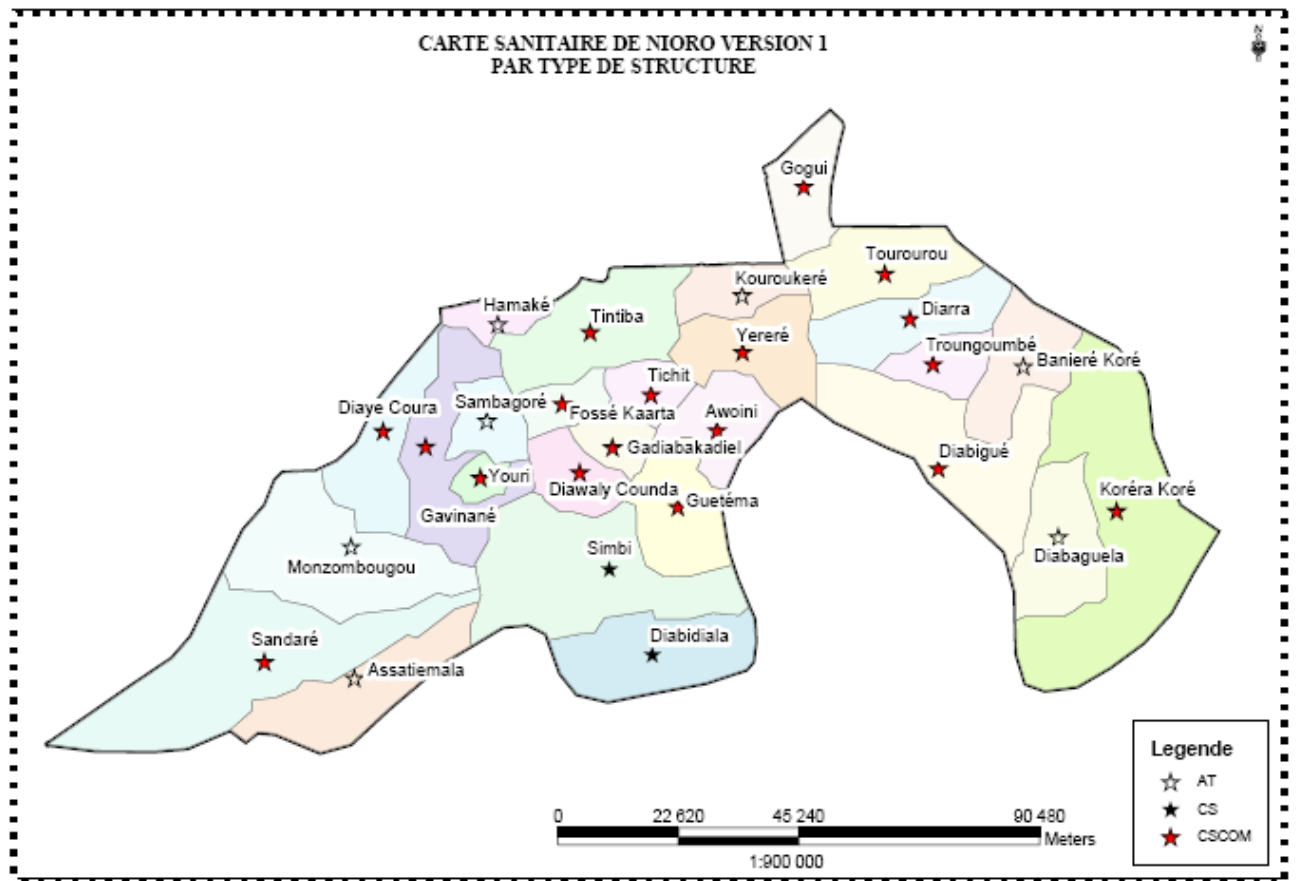 CARTE SANITAIRE DE NIORO VERSION 1
PAR TYPE DE STRUCTURE
Gogui
Tourourou
Kouroukeré
Hamaké
Tintiba
Diarra
Yereré
Troungoumbé
Banieré Koré
Tichit
Diaye Coura
Sambagoré
Fossé Kaarta
Awoini
Gadiabakadiel
Diabigué
Youri
Diawaly Counda
Guetéma
Koréra Koré
Gavinané
Simbi
Diabaguela
Monzombougou
Sandaré
Diabidiala
Assatiemala
Legende
AT
CS
CSCOM
0 22 620 45 240 90 480
Meters
1:900 000